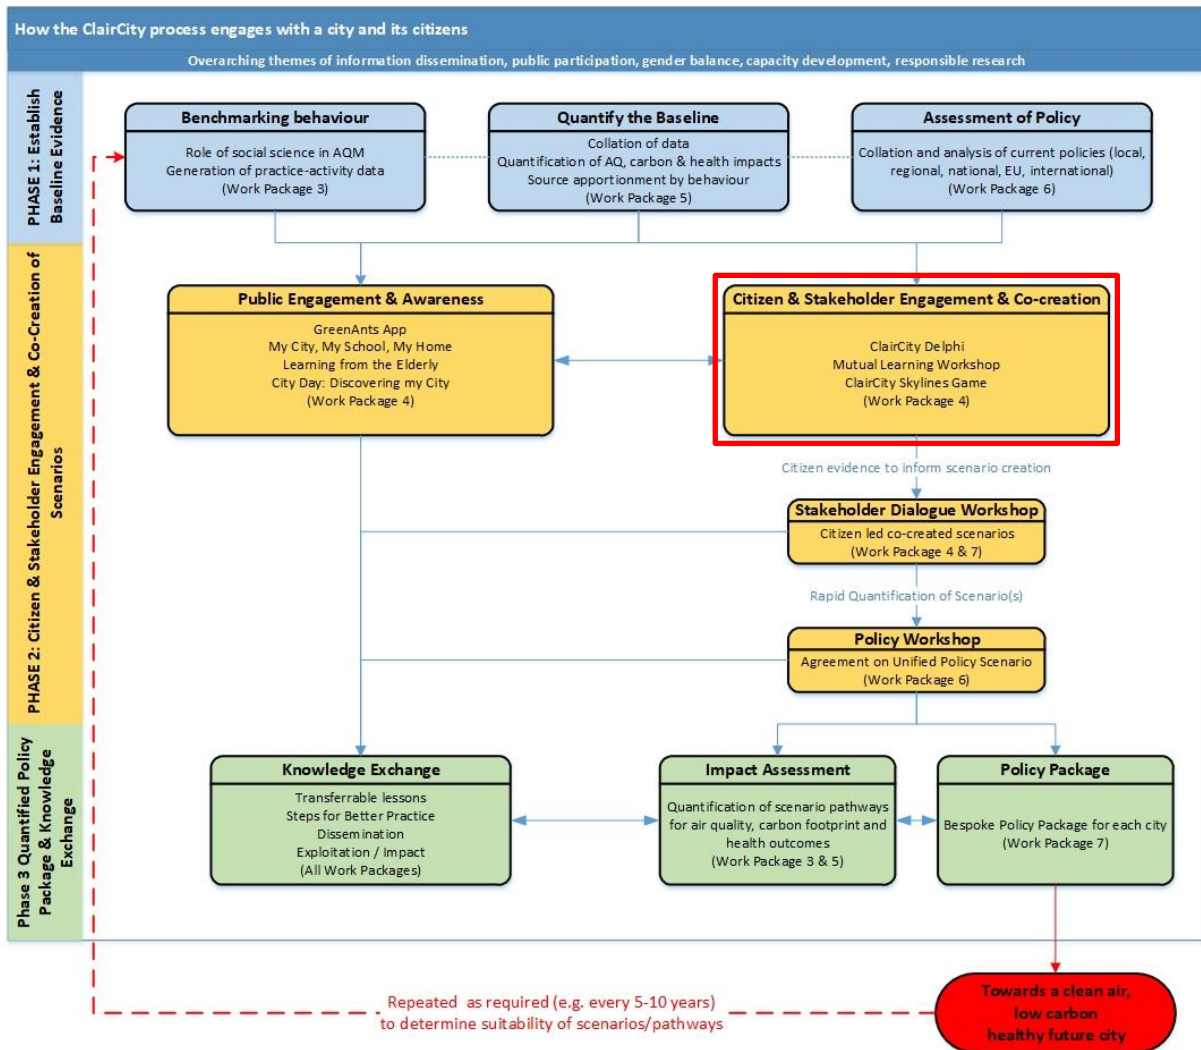 How the ClairCity process engages with a city and its citizens
Overarching themes of information dissemination, public participation, gender balance, capacity development, responsible research
PHASE 1: Establish
Baseline Evidence
Benchmarking behaviour
Role of social science in AQM
Generation of practice-activity data
(Work Package 3)
Quantify the Baseline
Collation of data
Quantification of AQ, carbon & health impacts
Source apportionment by behaviour
(Work Package 5)
Assessment of Policy
Collation and analysis of current policies (local,
regional, national, EU, international)
(Work Package 6)
PHASE 2: Citizen & Stakeholder Engagement & Co-Creation of
Scenarios
Public Engagement & Awareness
GreenAnts App
My City, My School, My Home
Learning from the Elderly
City Day: Discovering my City
(Work Package 4)
Citizen & Stakeholder Engagement & Co-creation
ClairCity Delphi
Mutual Learning Workshop
ClairCity Skylines Game
(Work Package 4)
Citizen evidence to inform scenario creation
Stakeholder Dialogue Workshop
Citizen led co-created scenarios
(Work Package 4 & 7)
Rapid Quantification of Scenario(s)
Policy Workshop
Agreement on Unified Policy Scenario
(Work Package 6)
Phase 3 Quantified Policy
Package & Knowledge
Exchange
Knowledge Exchange
Transferrable lessons
Steps for Better Practice
Dissemination
Exploitation / Impact
(All Work Packages)
Impact Assessment
Quantification of scenario pathways
for air quality, carbon footprint and
health outcomes
(Work Package 3 & 5)
Policy Package
Bespoke Policy Package for each city
(Work Package 7)
Repeated as required (e.g. every 5-10 years)
to determine suitability of scenarios/pathways
Towards a clean air,
low carbon
healthy future city